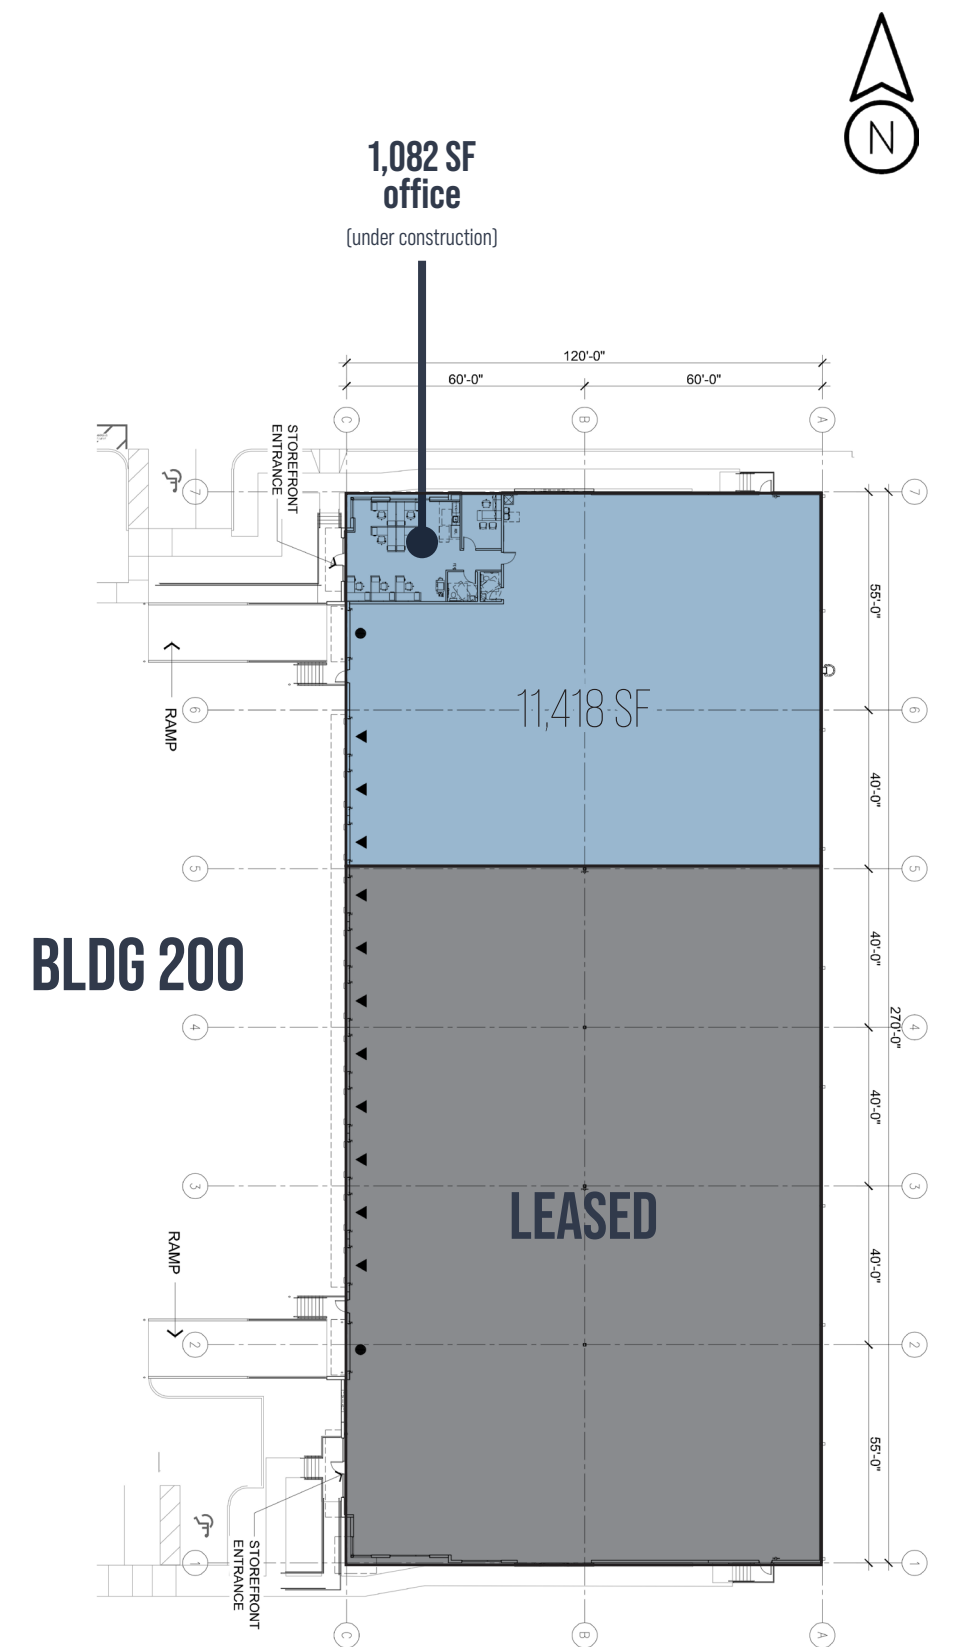 N
1,082 SF
office
(under construction)
120'-0"
60'-0"
60'-0"
C
B
A
STOREFRONT
ENTRANCE
7
7
55'-0"
RAMP
11,418 SF
6
6
40'-0"
5
5
BLDG 200
40'-0"
270'-0"
4
4
40'-0"
3
3
LEASED
RAMP
40'-0"
2
2
55'-0"
STOREFRONT
ENTRANCE
1
1
C
B
A